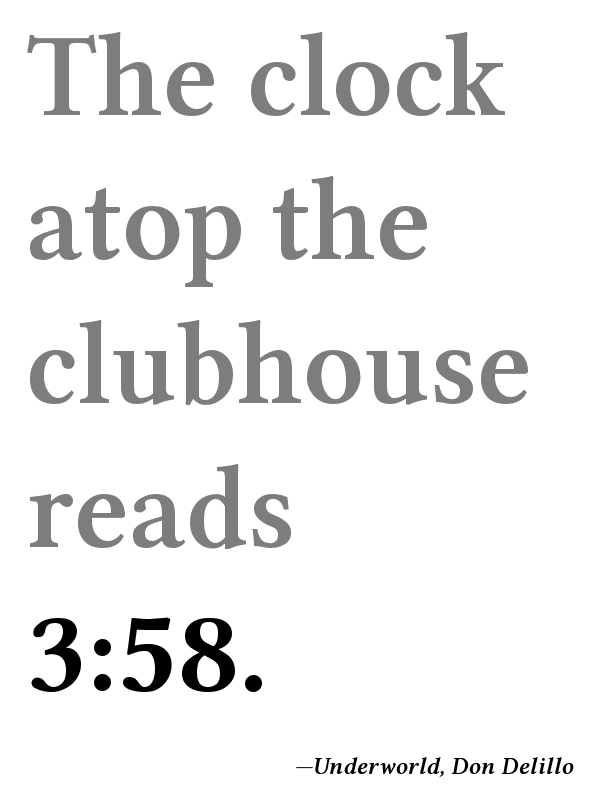 The clock
atop the
clubhouse
reads
3:58.
—Underworld, Don Delillo